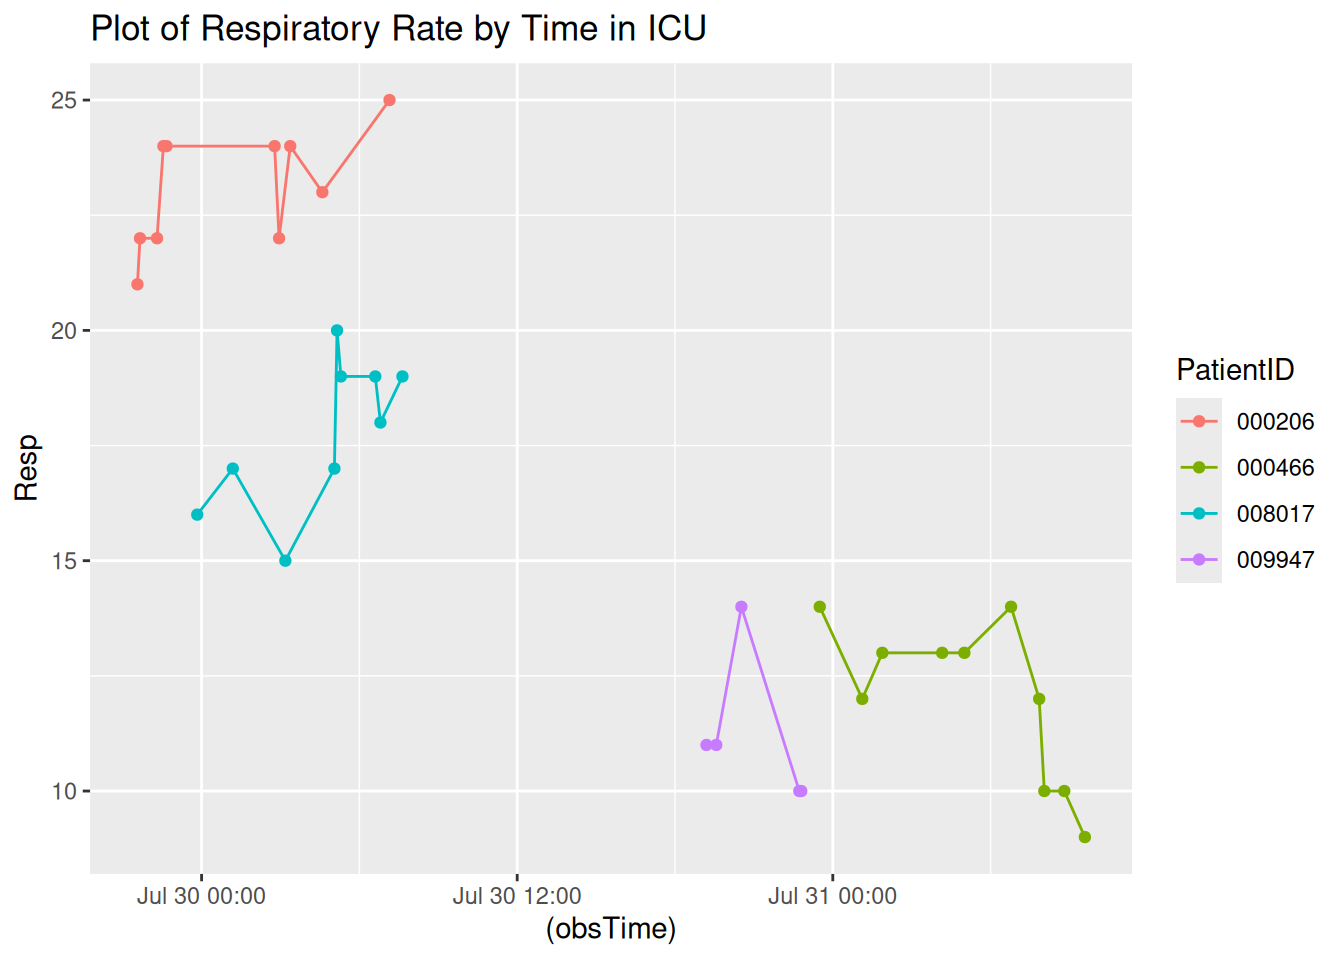 Plot of Respiratory Rate by Time in ICU
25
20
15
10
Resp
Jul 30 00:00
Jul 30 12:00
Jul 31 00:00
(obsTime)
PatientID
000206
000466
008017
009947